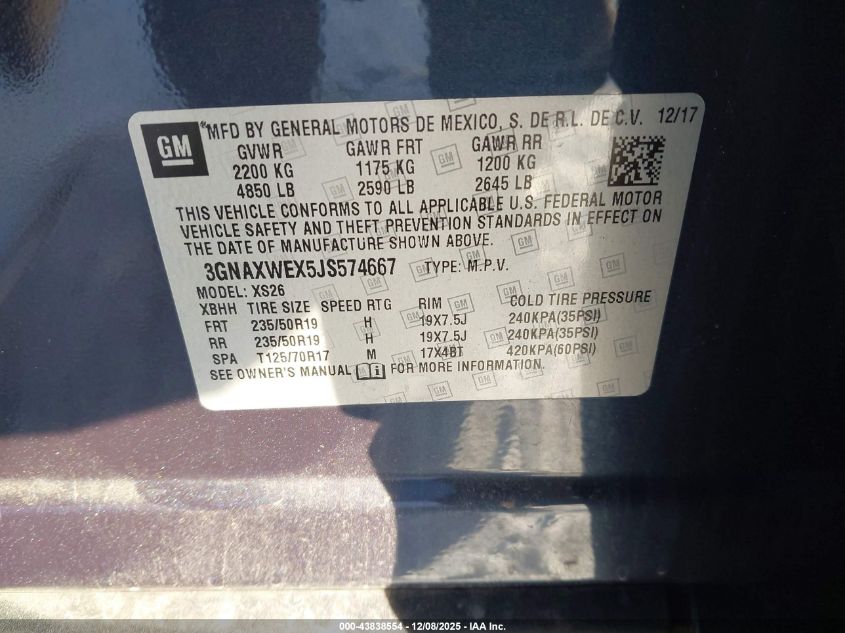 GM
®MFD BY GENERAL MOTORS DE MEXICO, S. DE R.L. DE C.V. 12/17
GVWR GAWR FRT GAWR RR
2200 KG 1175 KG 1200 KG
4850 LB 2590 LB 2645 LB
THIS VEHICLE CONFORMS TO ALL APPLICABLE U.S. FEDERAL MOTOR
VEHICLE SAFETY AND THEFT PREVENTION STANDARDS IN EFFECT ON
THE DATE OF MANUFACTURE SHOWN ABOVE.
3GNAXWEX5JS574667 TYPE: M.P.V.
MODEL: XS26
XBHH TIRE SIZE SPEED RTG RIM COLD TIRE PRESSURE
FRT 235/50R19 H 19X7.5J 240KPA(35PSI)
RR 235/50R19 H 19X7.5J 240KPA(35PSI)
SPA T125/70R17 M 17X4BT 420KPA(60PSI)
SEE OWNER'S MANUAL FOR MORE INFORMATION.
000-43838554 - 12/08/2025 - IAA Inc.